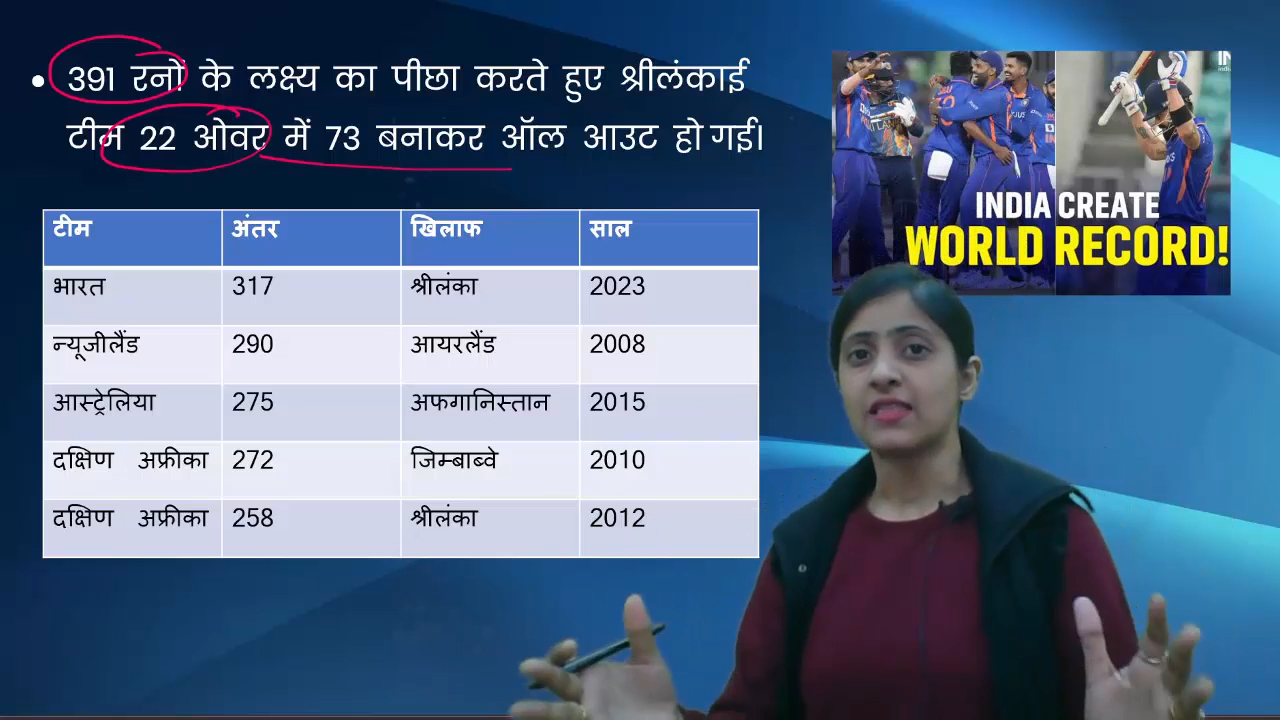 391 रनों के लक्ष्य का पीछा करते हुए श्रीलंकाई
टीम 22 ओवर में 73 बनाकर ऑल आउट हो गई।
INDIA CREATE
WORLD RECORD!
टीम अंतर खिलाफ साल
भारत 317 श्रीलंका 2023
न्यूजीलैंड 290 आयरलैंड 2008
आस्ट्रेलिया 275 अफगानिस्तान 2015
दक्षिण अफ्रीका 272 जिम्बाब्वे 2010
दक्षिण अफ्रीका 258 श्रीलंका 2012